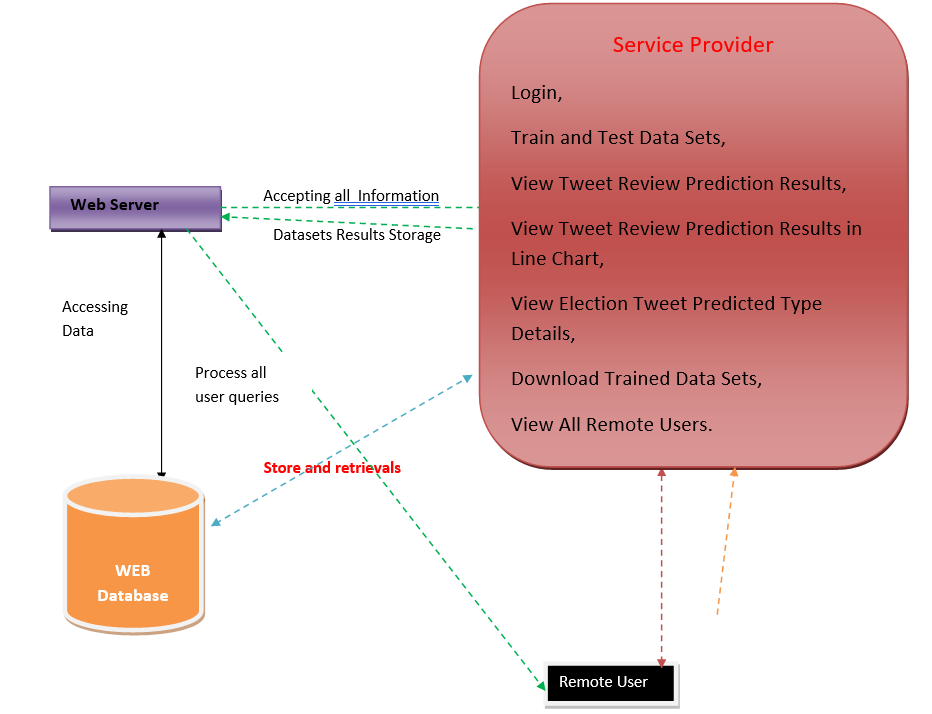 Service Provider
Login,
Train and Test Data Sets,
View Tweet Review Prediction Results,
View Tweet Review Prediction Results in
Line Chart,
View Election Tweet Predicted Type
Details,
Download Trained Data Sets,
View All Remote Users.
Web Server
Accepting all  Information
Datasets Results Storage
Accessing
Data
Process all
user queries
Store and retrievals
WEB
Database
Remote User